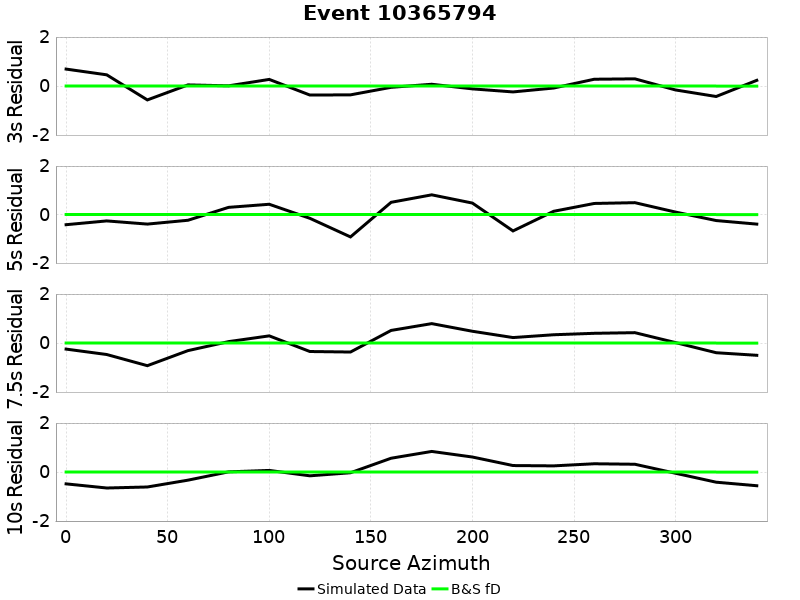 Event 10365794
3s Residual
2
0
-2
5s Residual
2
0
-2
7.5s Residual
2
0
-2
10s Residual
2
0
-2
0 50 100 150 200 250 300
Source Azimuth
Simulated Data B&S fD